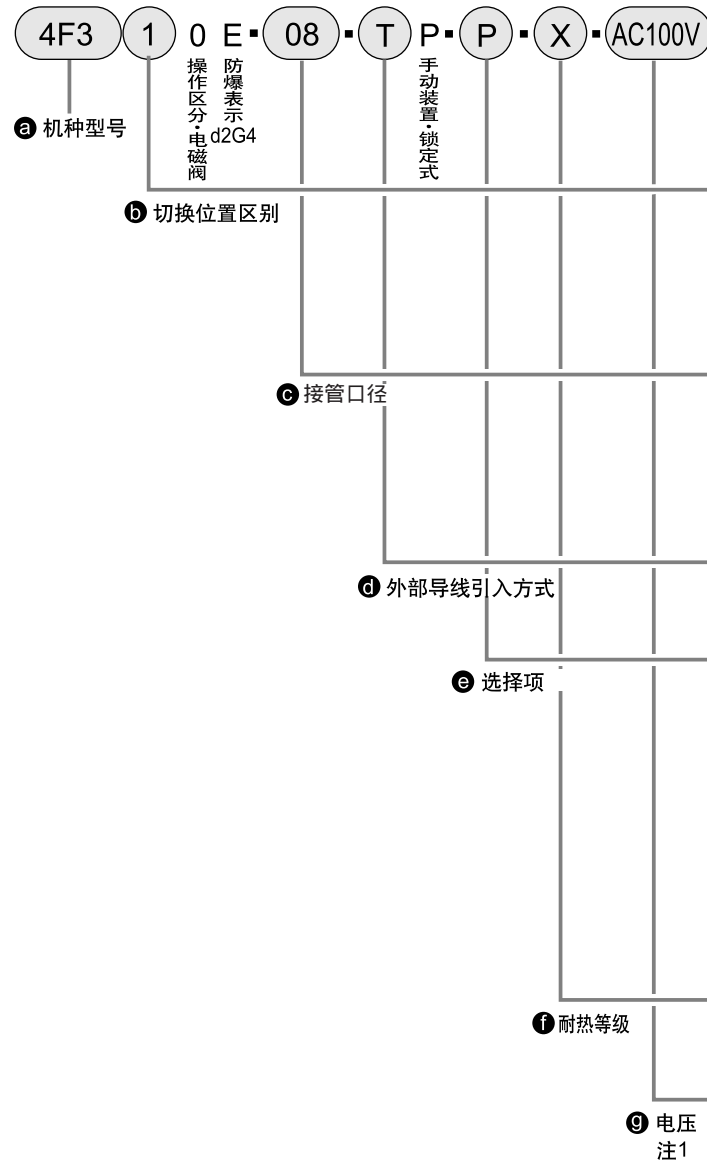 4F3 1 0 E · 08 · T P · P · X · AC100V
操作区分·电磁阀
防爆表示
d2G4
手动装置·锁定式
a 机种型号
b 切换位置区别
c 接管口径
d 外部导线引入方式
e 选择项
f 耐热等级
g 电压
注1